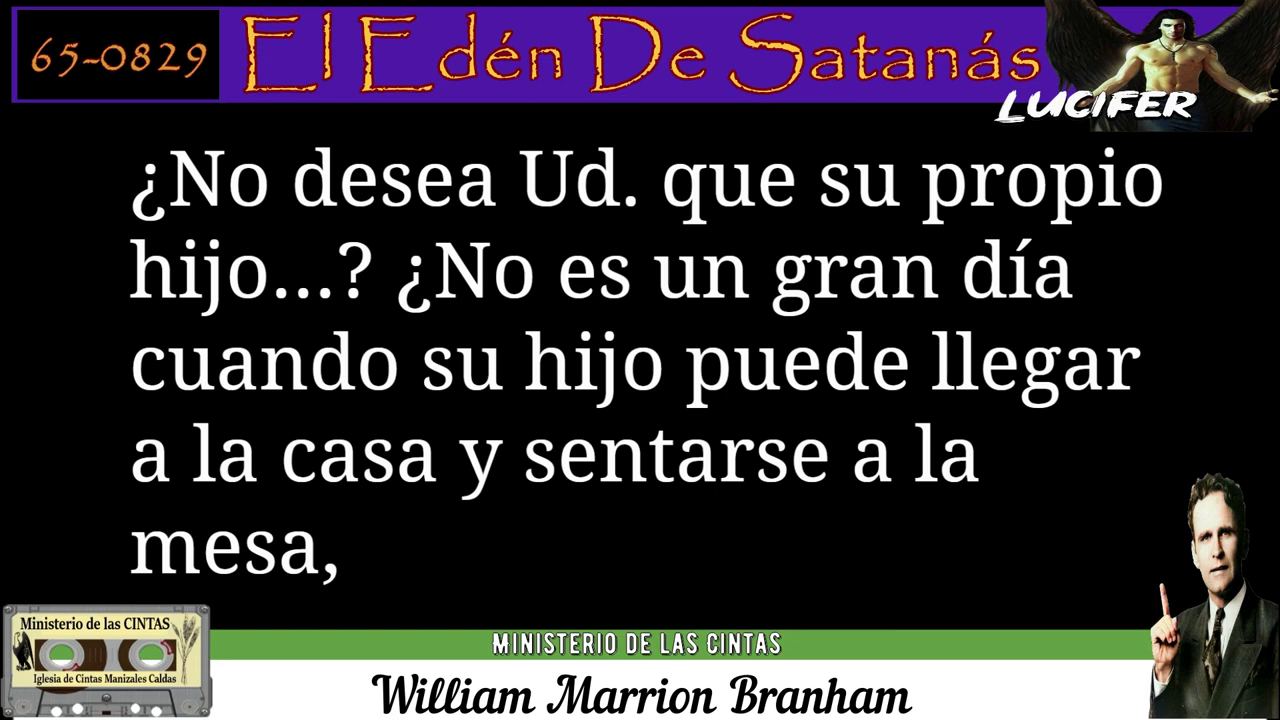 65-0829
El Edén De Satanás
LUCIFER
¿No desea Ud. que su propio
hijo...? ¿No es un gran día
cuando su hijo puede llegar
a la casa y sentarse a la
mesa,
Ministerio de las CINTAS
Iglesia de Cintas Manizales Caldas
MINISTERIO DE LAS CINTAS
William Marrion Branham